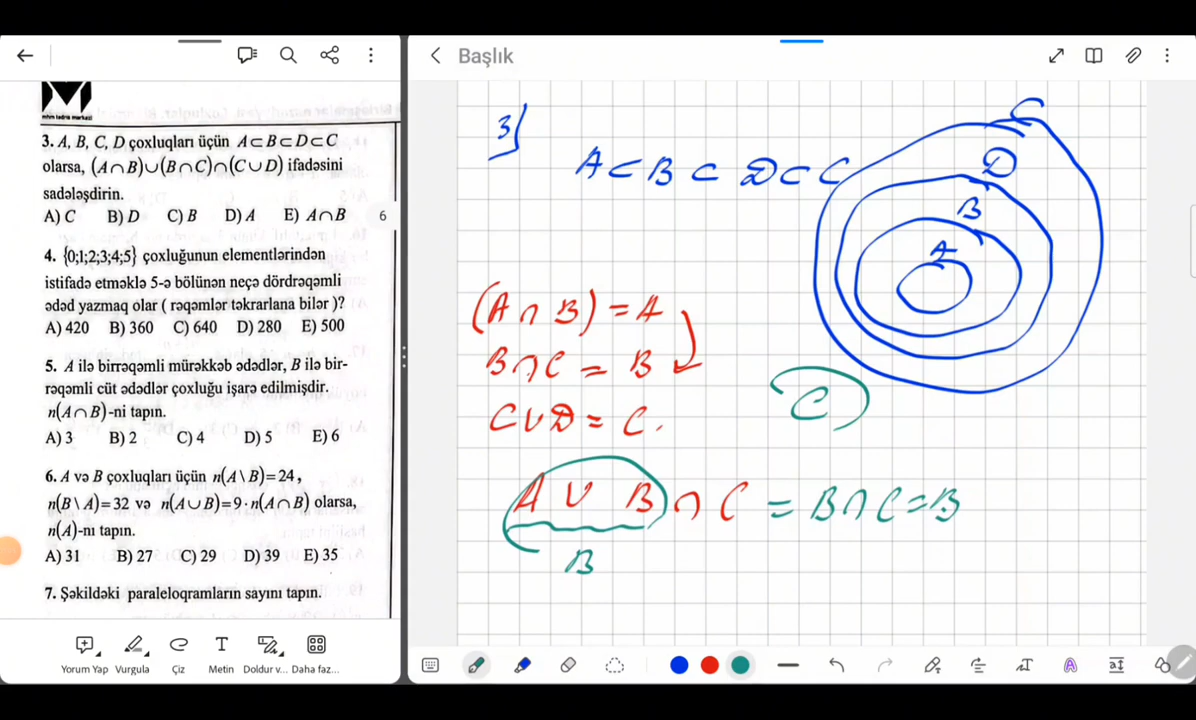 Başlık
mhm tədris mərkəzi
3. A, B, C, D çoxluqları üçün A⊂B⊂D⊂C
olarsa, (A∩B)∪(B∩C)∩(C∪D) ifadəsini
sadələşdirin.
A) C B) D C) B D) A E) A∩B 6
4. {0;1;2;3;4;5} çoxluğunun elementlərindən
istifadə etməklə 5-ə bölünən neçə dördrəqəmli
ədəd yazmaq olar ( rəqəmlər təkrarlana bilər )?
A) 420 B) 360 C) 640 D) 280 E) 500
5. A ilə birrəqəmli mürəkkəb ədədlər, B ilə bir-
rəqəmli cüt ədədlər çoxluğu işarə edilmişdir.
n(A∩B)-ni tapın.
A) 3 B) 2 C) 4 D) 5 E) 6
6. A və B çoxluqları üçün n(A\B)=24,
n(B\A)=32 və n(A∪B)=9·n(A∩B) olarsa,
n(A)-nı tapın.
A) 31 B) 27 C) 29 D) 39 E) 35
7. Şəkildəki paraleloqramların sayını tapın.
Yorum Yap Vurgula Çiz Metin Doldur v... Daha faz...
3)
A⊂B⊂D⊂C
C
D
B
A
(A∩B)=A
B∩C=B
C∪D=C.
C
A∪B)∩C=B∩C=B
B